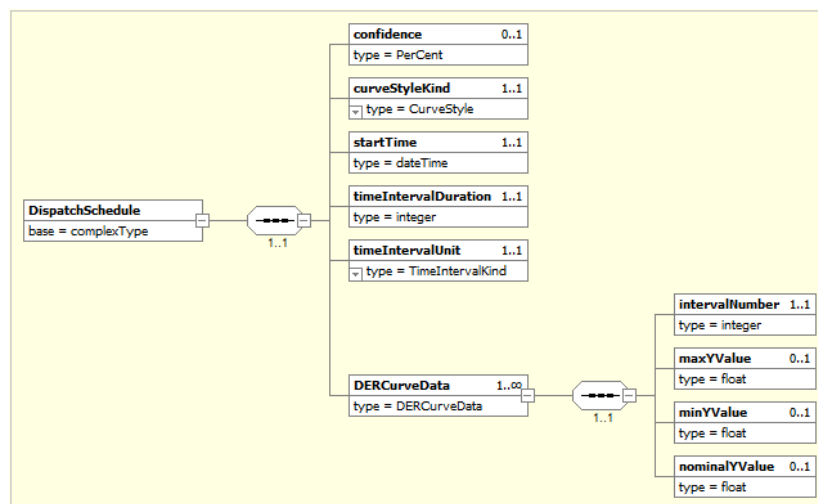 confidence 0..1
type = PerCent
curveStyleKind 1..1
type = CurveStyle
startTime 1..1
type = dateTime
DispatchSchedule
base = complexType
1..1
timeIntervalDuration 1..1
type = integer
timeIntervalUnit 1..1
type = TimeIntervalKind
DERCurveData 1..∞
type = DERCurveData
1..1
intervalNumber 1..1
type = integer
maxYValue 0..1
type = float
minYValue 0..1
type = float
nominalYValue 0..1
type = float